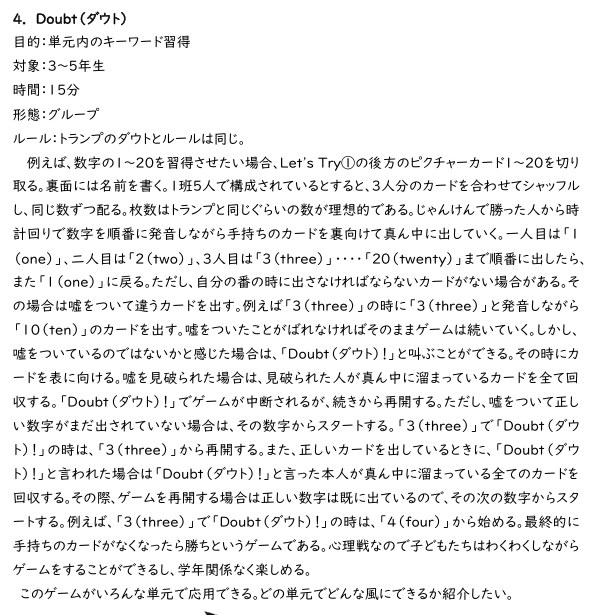 4. Doubt(ダウト)
目的:単元内のキーワード習得
対象:3～5年生
時間:15分
形態:グループ
ルール:トランプのダウトとルールは同じ。
　例えば、数字の1～20を習得させたい場合、Let's Try①の後方のピクチャーカード1～20を切り
取る。裏面には名前を書く。1班5人で構成されているとすると、3人分のカードを合わせてシャッフル
し、同じ数ずつ配る。枚数はトランプと同じぐらいの数が理想的である。じゃんけんで勝った人から時
計回りで数字を順番に発音しながら手持ちのカードを裏向けて真ん中に出していく。一人目は「1
(one)」、二人目は「2(two)」、3人目は「3(three)」・・・・「20(twenty)」まで順番に出したら、
また「1(one)」に戻る。ただし、自分の番の時に出さなければならないカードがない場合がある。そ
の場合は嘘をついて違うカードを出す。例えば「3(three)」の時に「3(three)」と発音しながら
「10(ten)」のカードを出す。嘘をついたことがばれなければそのままゲームは続いていく。しかし、
嘘をついているのではないかと感じた場合は、「Doubt(ダウト)!」と叫ぶことができる。その時にカ
ードを表に向ける。嘘を見破られた場合は、見破られた人が真ん中に溜まっているカードを全て回
収する。「Doubt(ダウト)!」でゲームが中断されるが、続きから再開する。ただし、嘘をついて正し
い数字がまだ出されていない場合は、その数字からスタートする。「3(three)」で「Doubt(ダウ
ト)!」の時は、「3(three)」から再開する。また、正しいカードを出しているときに、「Doubt(ダウ
ト)!」と言われた場合は「Doubt(ダウト)!」と言った本人が真ん中に溜まっている全てのカードを
回収する。その際、ゲームを再開する場合は正しい数字は既に出ているので、その次の数字からスタ
ートする。例えば、「3(three)」で「Doubt(ダウト)!」の時は、「4(four)」から始める。最終的に
手持ちのカードがなくなったら勝ちというゲームである。心理戦なので子どもたちはわくわくしながら
ゲームをすることができるし、学年関係なく楽しめる。
　このゲームがいろんな単元で応用できる。どの単元でどんな風にできるか紹介したい。